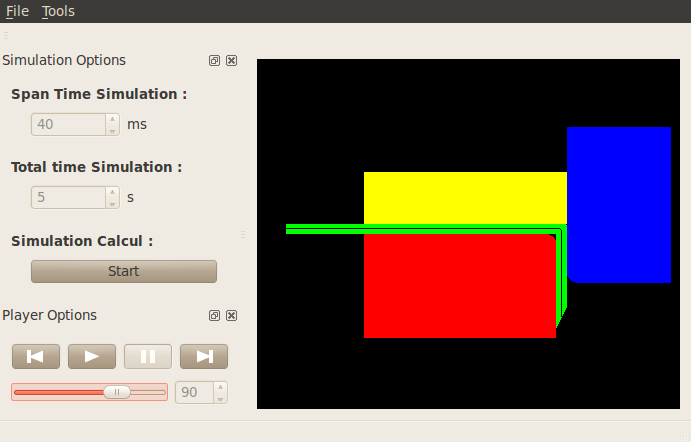 File Tools
Simulation Options
Span Time Simulation :
40 ms
Total time Simulation :
5 s
Simulation Calcul :
Start
Player Options
90